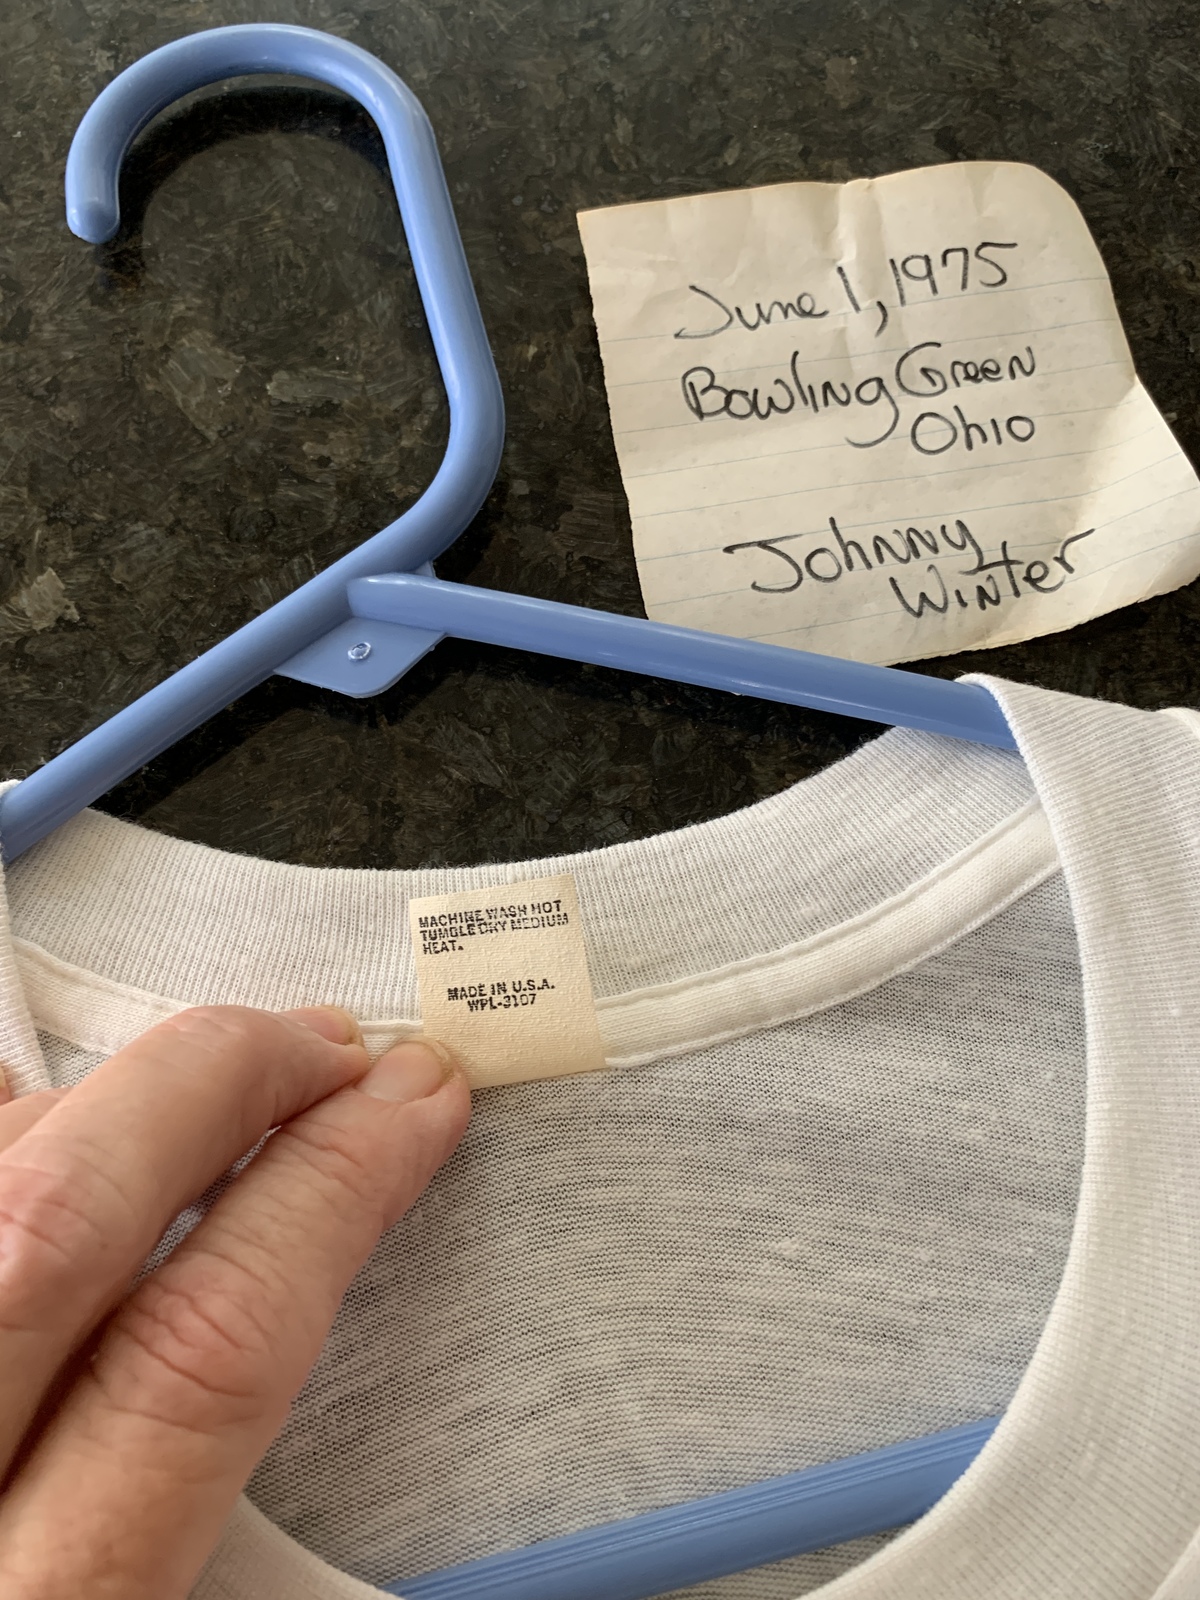 June 1, 1975
Bowling Green
Ohio
Johnny
Winter
MACHINE WASH HOT
TUMBLE DRY MEDIUM
HEAT.
MADE IN U.S.A.
WPL-3107